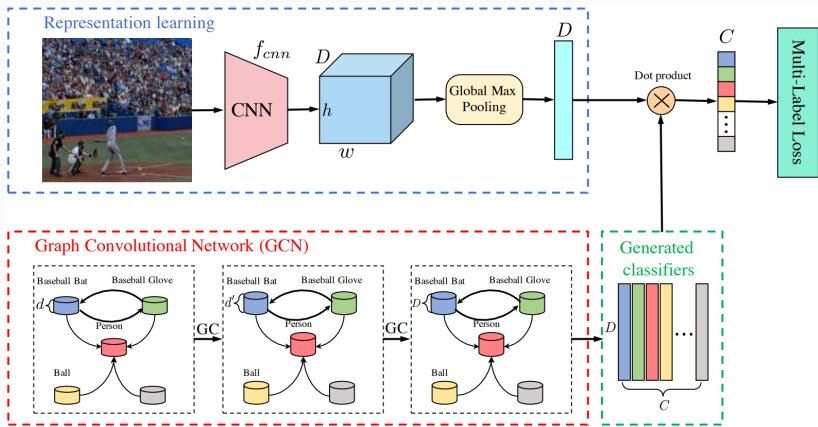 Representation learning
f_cnn
CNN
D
h
w
Global Max
Pooling
D
Dot product
C
Multi-Label Loss
Graph Convolutional Network (GCN)
Baseball Bat
Baseball Glove
d
Person
Ball
GC
Baseball Bat
Baseball Glove
d'
Person
Ball
GC
Baseball Bat
Baseball Glove
D
Person
Ball
Generated
classifiers
D
C